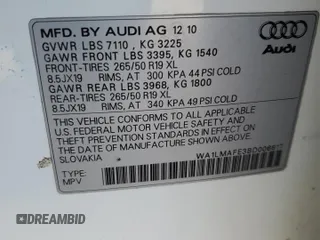 MFD. BY AUDI AG 12 10
GVWR LBS 7110 , KG 3225
GAWR FRONT LBS 3395, KG 1540
FRONT-TIRES 265/50 R19 XL
8.5JX19 RIMS, AT 300 KPA 44 PSI COLD
GAWR REAR LBS 3968, KG 1800
REAR-TIRES 265/50 R19 XL
8.5JX19 RIMS, AT 340 KPA 49 PSI COLD
Audi
THIS VEHICLE CONFORMS TO ALL APPLICABLE
U.S. FEDERAL MOTOR VEHICLE SAFETY AND
THEFT PREVENTION STANDARDS IN EFFECT ON
THE DATE OF MANUFACTURE SHOWN ABOVE.
SLOVAKIA
TYPE:
MPV
DREAMBID
dreambid.com